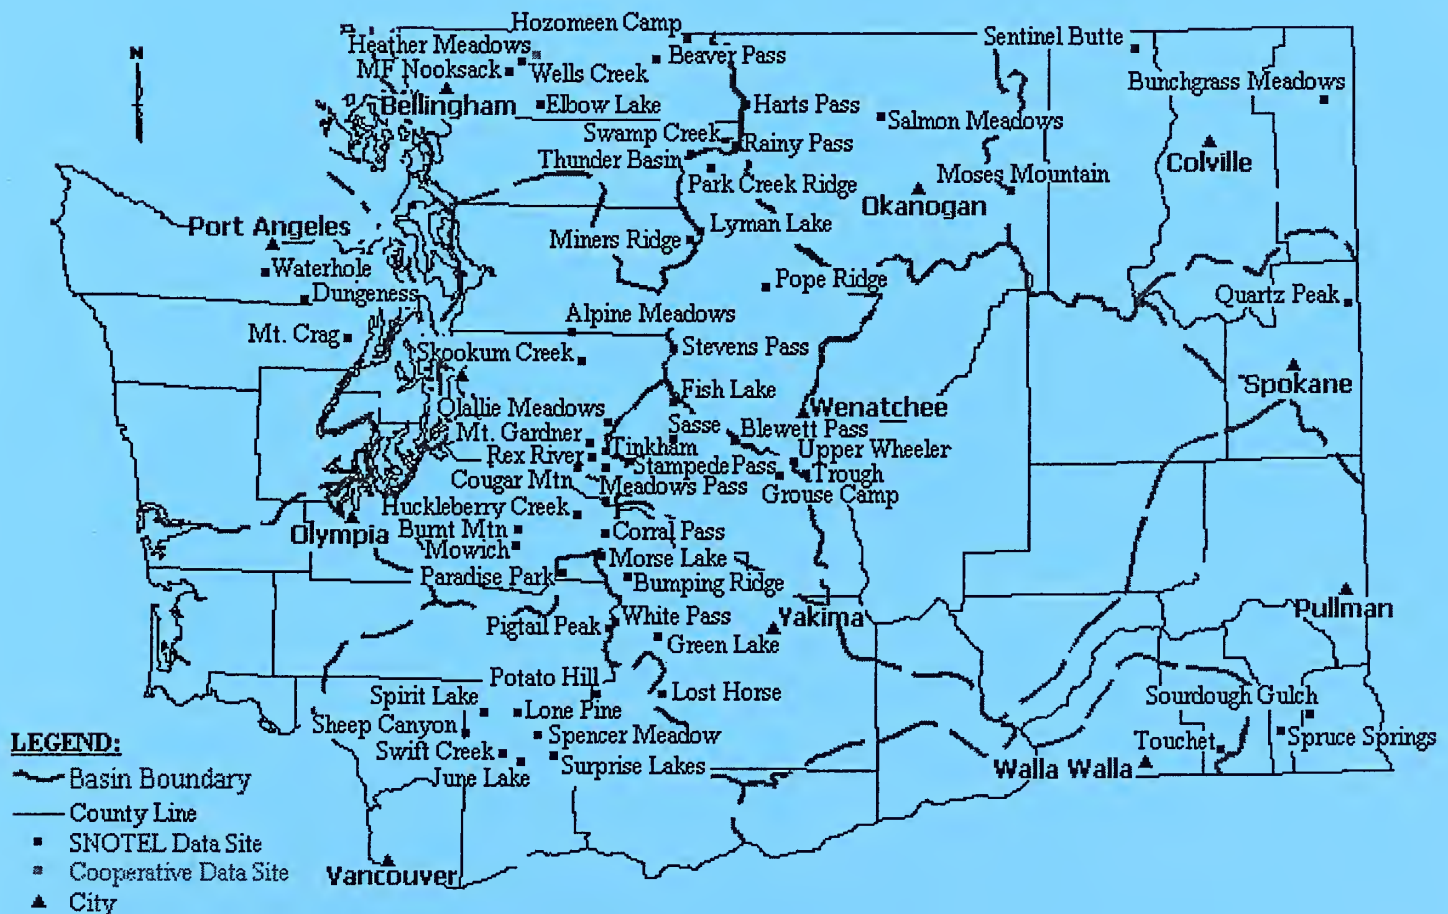 Hozomeen Camp
Sentinel Butte
N
Heather Meadows
Beaver Pass
MF Nooksack
Wells Creek
Bunchgrass Meadows
Bellingham
Elbow Lake
Harts Pass
Salmon Meadows
Swamp Creek
Rainy Pass
Thunder Basin
Colville
Park Creek Ridge
Moses Mountain
Okanogan
Port Angeles
Lyman Lake
Miners Ridge
Waterhole
Pope Ridge
Dungeness
Quartz Peak
Alpine Meadows
Mt. Crag
Stevens Pass
Skookum Creek
Spokane
Fish Lake
Olallie Meadows
Wenatchee
Sasse
Blewett Pass
Mt. Gardner
Tinkham
Upper Wheeler
Rex River
Stampede Pass
Trough
Cougar Mtn
Meadows Pass
Grouse Camp
Huckleberry Creek
Olympia
Burnt Mtn
Corral Pass
Mowich
Morse Lake
Paradise Park
Bumping Ridge
Pullman
White Pass
Yakima
Pigtail Peak
Green Lake
Potato Hill
Spirit Lake
Lost Horse
Sourdough Gulch
Lone Pine
Sheep Canyon
Spencer Meadow
Touchet
Spruce Springs
Swift Creek
Surprise Lakes
Walla Walla
June Lake
Vancouver
LEGEND:
Basin Boundary
County Line
SNOTEL Data Site
Cooperative Data Site
City